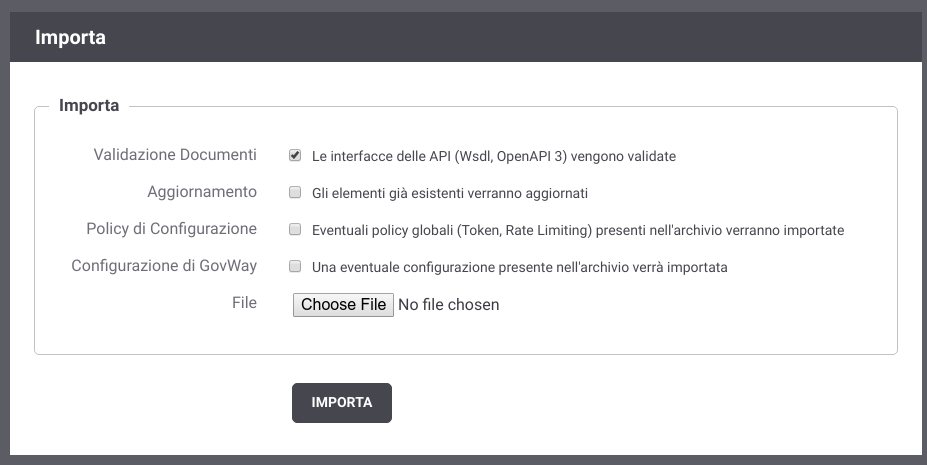 Importa
Importa
Validazione Documenti Le interfacce delle API (Wsdl, OpenAPI 3) vengono validate
Aggiornamento Gli elementi già esistenti verranno aggiornati
Policy di Configurazione Eventuali policy globali (Token, Rate Limiting) presenti nell'archivio verranno importate
Configurazione di GovWay Una eventuale configurazione presente nell'archivio verrà importata
File Choose File No file chosen
IMPORTA